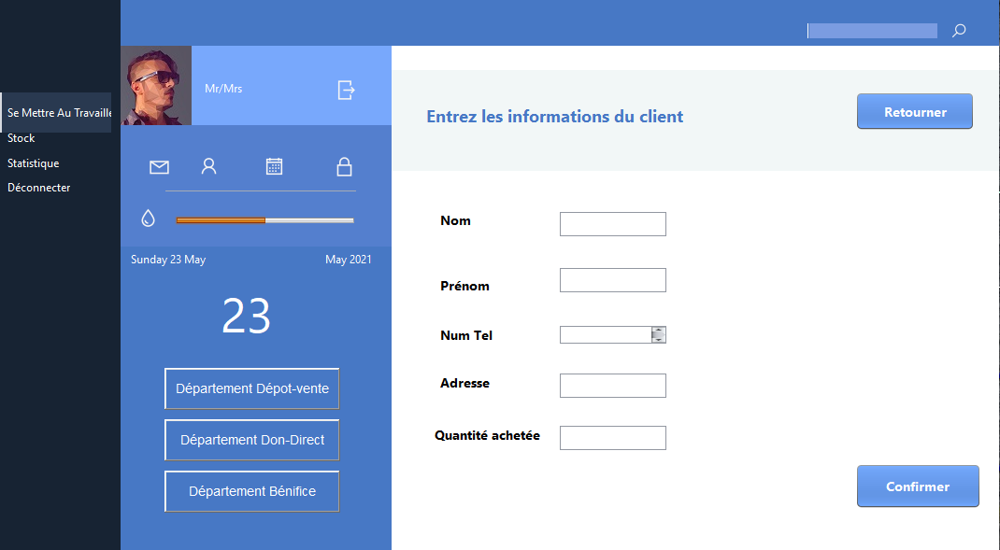 Se Mettre Au Travaille
Stock
Statistique
Déconnecter
Mr/Mrs
Sunday 23 May
May 2021
23
Département Dépot-vente
Département Don-Direct
Département Bénifice
Entrez les informations du client
Retourner
Nom
Prénom
Num Tel
Adresse
Quantité achetée
Confirmer